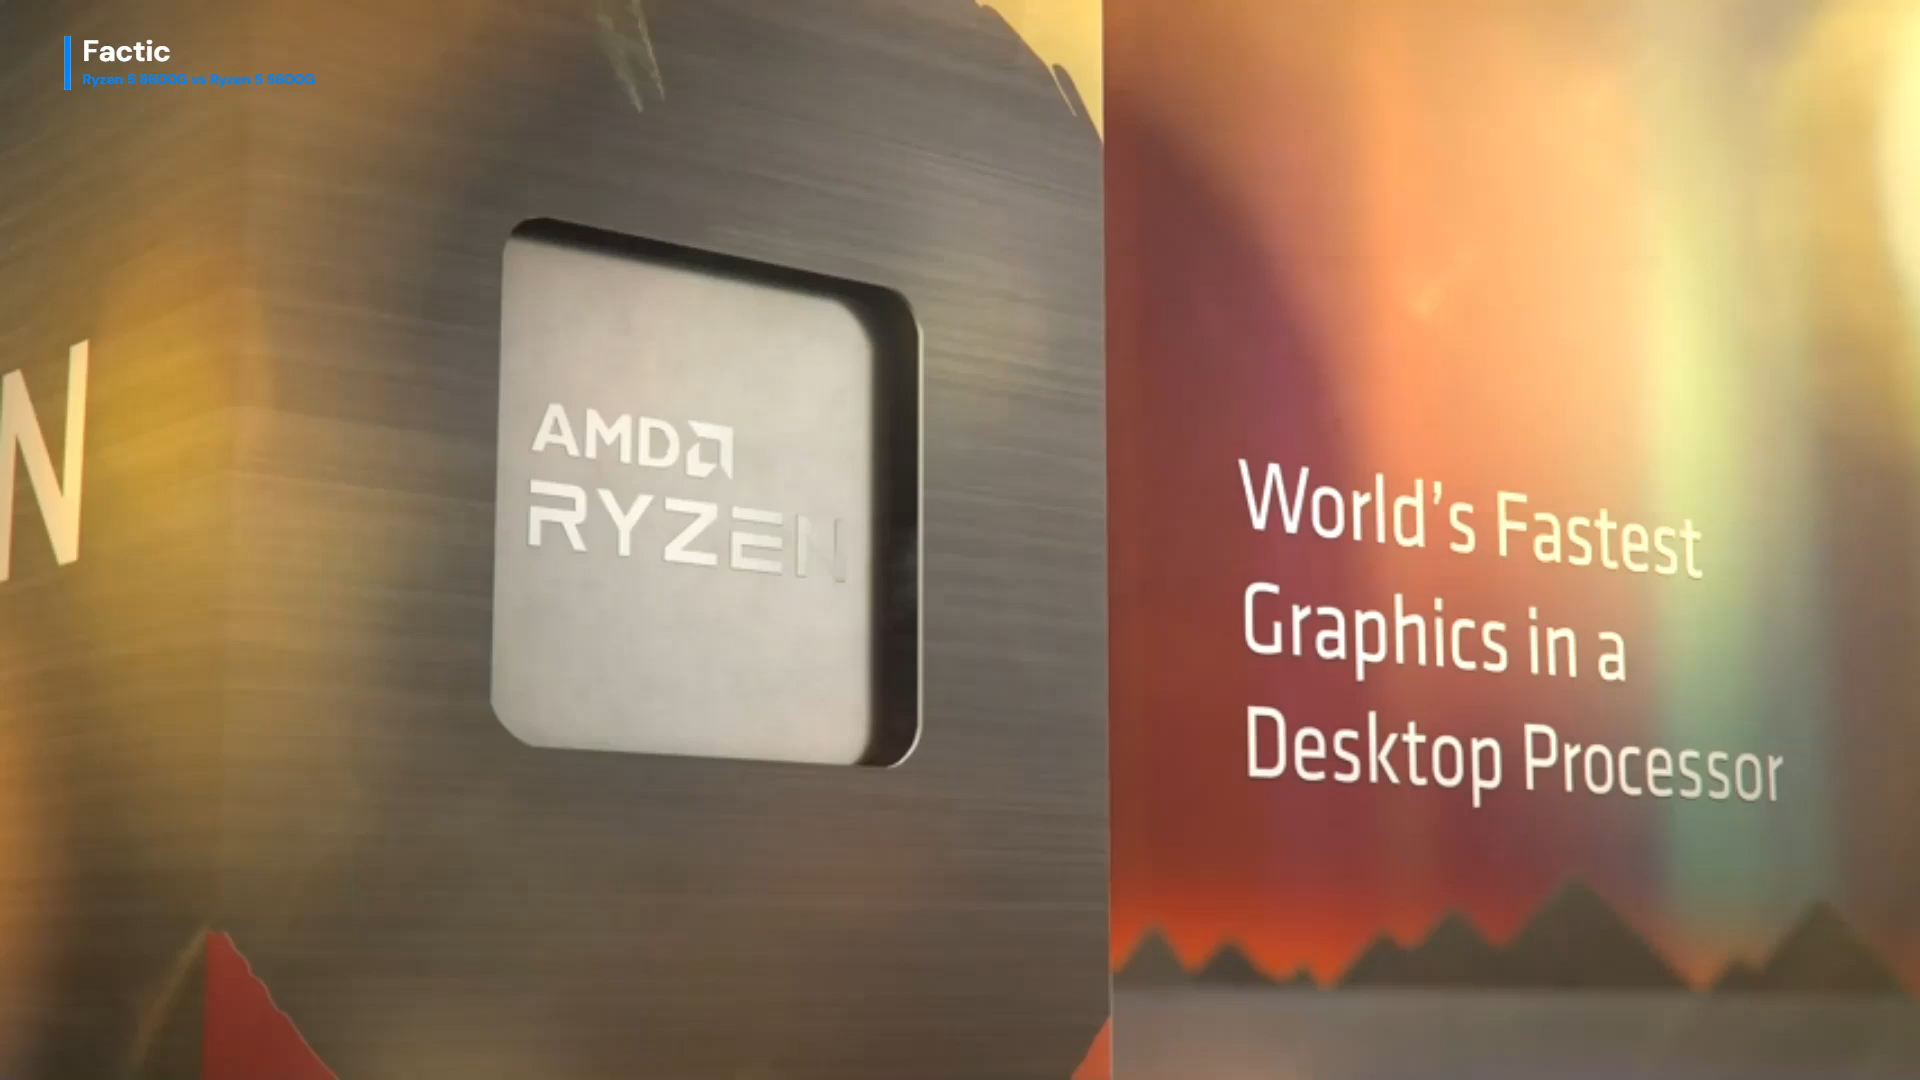 Factic
Ryzen 5 8600G vs Ryzen 5 5600G
N
AMD
RYZEN
World's Fastest
Graphics in a
Desktop Processor